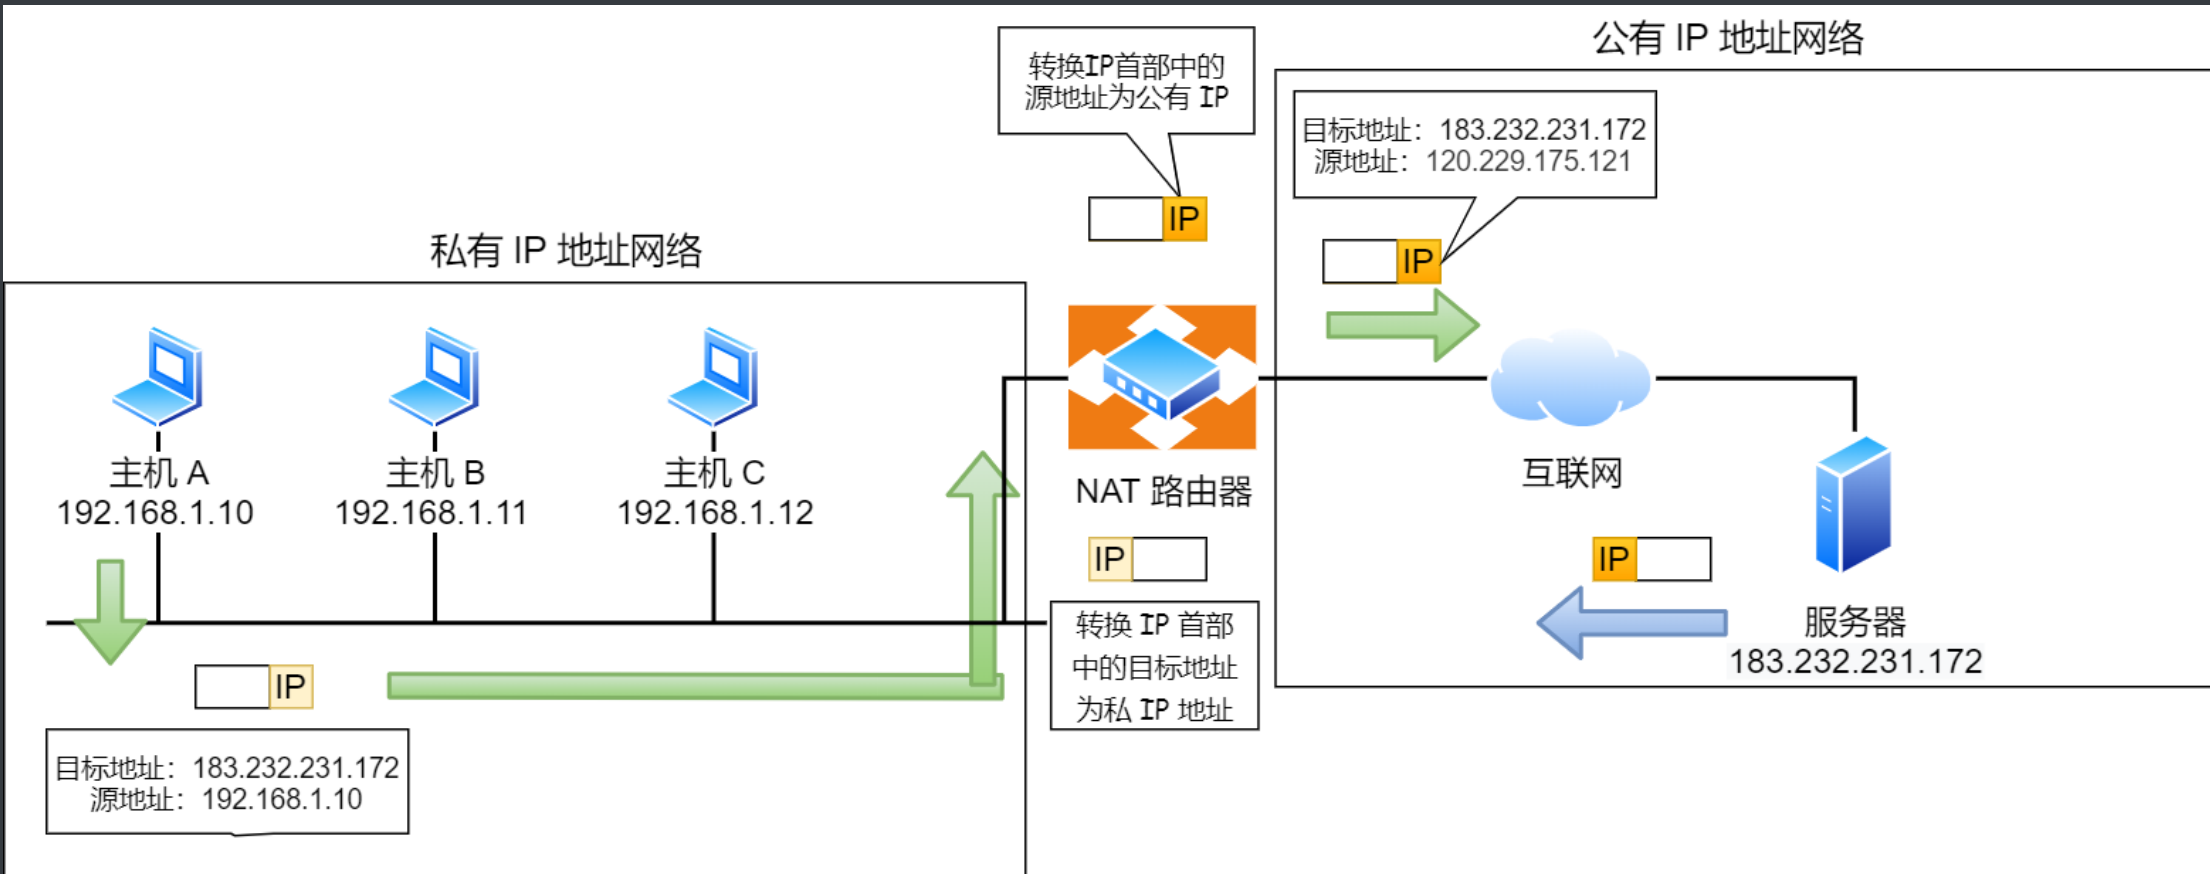 公有 IP 地址网络
转换IP首部中的
源地址为公有 IP
目标地址：183.232.231.172
源地址：120.229.175.121
IP
IP
私有 IP 地址网络
主机 A
192.168.1.10
主机 B
192.168.1.11
主机 C
192.168.1.12
NAT 路由器
互联网
IP
IP
服务器
183.232.231.172
转换 IP 首部
中的目标地址
为私 IP 地址
IP
目标地址：183.232.231.172
源地址：192.168.1.10